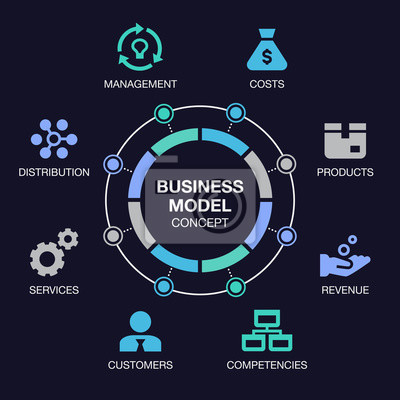 MANAGEMENT
COSTS
DISTRIBUTION
PRODUCTS
BUSINESS
MODEL
CONCEPT
SERVICES
REVENUE
CUSTOMERS
COMPETENCIES
$